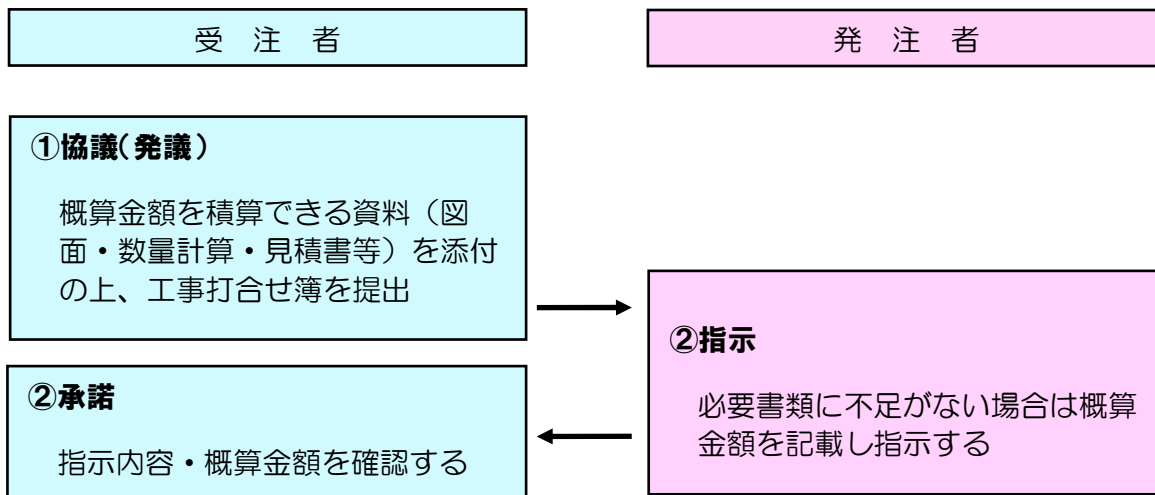 受 注 者
発 注 者
①協議(発議)
概算金額を積算できる資料（図
面・数量計算・見積書等）を添付
の上、工事打合せ簿を提出
②指示
必要書類に不足がない場合は概算
金額を記載し指示する
②承諾
指示内容・概算金額を確認する